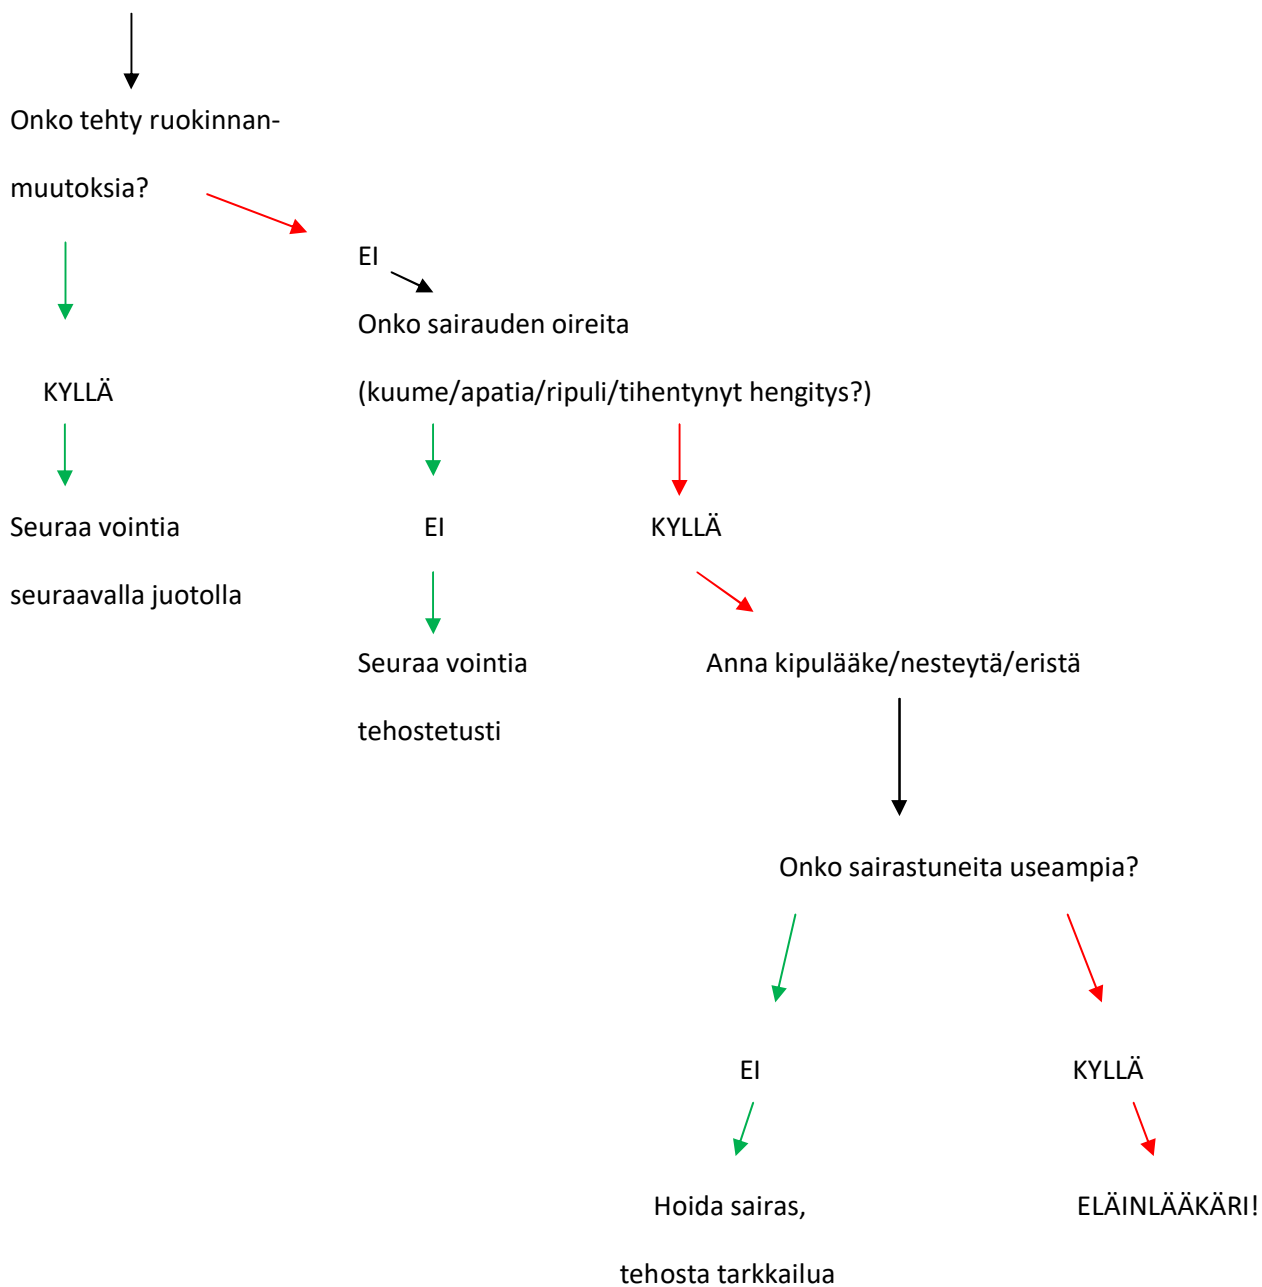 Onko tehty ruokinnan-
muutoksia?
EI
Onko sairauden oireita
KYLLÄ
(kuume/apatia/ripuli/tihentynyt hengitys?)
Seuraa vointia
EI
KYLLÄ
seuraavalla juotolla
Seuraa vointia
Anna kipulääke/nesteytä/eristä
tehostetusti
Onko sairastuneita useampia?
EI
KYLLÄ
Hoida sairas,
ELÄINLÄÄKÄRI!
tehosta tarkkailua